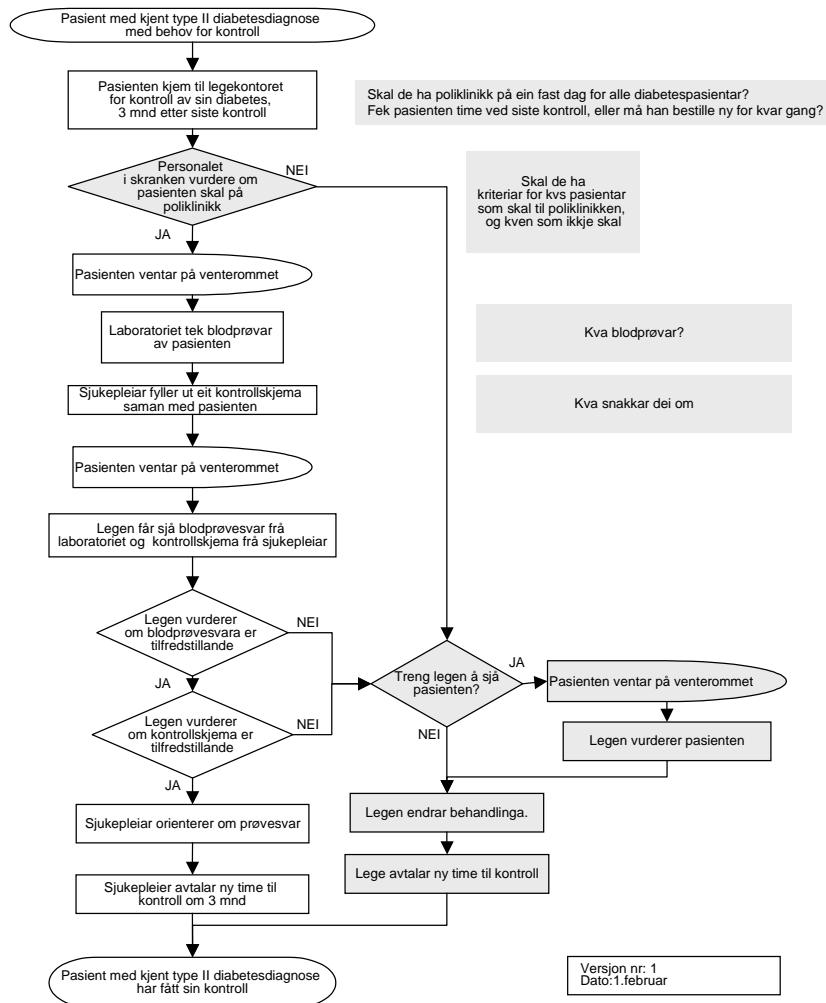 Pasient med kjent type II diabetesdiagnose
med behov for kontroll
Pasienten kjem til legekontoret
for kontroll av sin diabetes,
3 mnd etter siste kontroll
Skal de ha poliklinikk på ein fast dag for alle diabetespasientar?
Fek pasienten time ved siste kontroll, eller må han bestille ny for kvar gang?
Personalet
i skranken vurdere om
pasienten skal på
poliklinikk
NEI
JA
Skal de ha
kriteriar for kvs pasientar
som skal til poliklinikken,
og kven som ikkje skal
Pasienten ventar på venterommet
Laboratoriet tek blodprøvar
av pasienten
Kva blodprøvar?
Sjukepleiar fyller ut eit kontrollskjema
saman med pasienten
Kva snakkar dei om
Pasienten ventar på venterommet
Legen får sjå blodprøvesvar frå
laboratoriet og kontrollskjema frå sjukepleiar
Legen vurderer
om blodprøvesvara er
tilfredstillande
NEI
JA
Treng legen å sjå
pasienten?
JA
NEI
Pasienten ventar på venterommet
Legen vurderer
om kontrollskjema er
tilfredstillande
NEI
JA
Legen vurderer pasienten
Sjukepleiar orienterer om prøvesvar
Legen endrar behandlinga.
Sjukepleier avtalar ny time til
kontroll om 3 mnd
Lege avtalar ny time til kontroll
Pasient med kjent type II diabetesdiagnose
har fått sin kontroll
Versjon nr: 1
Dato:1.februar